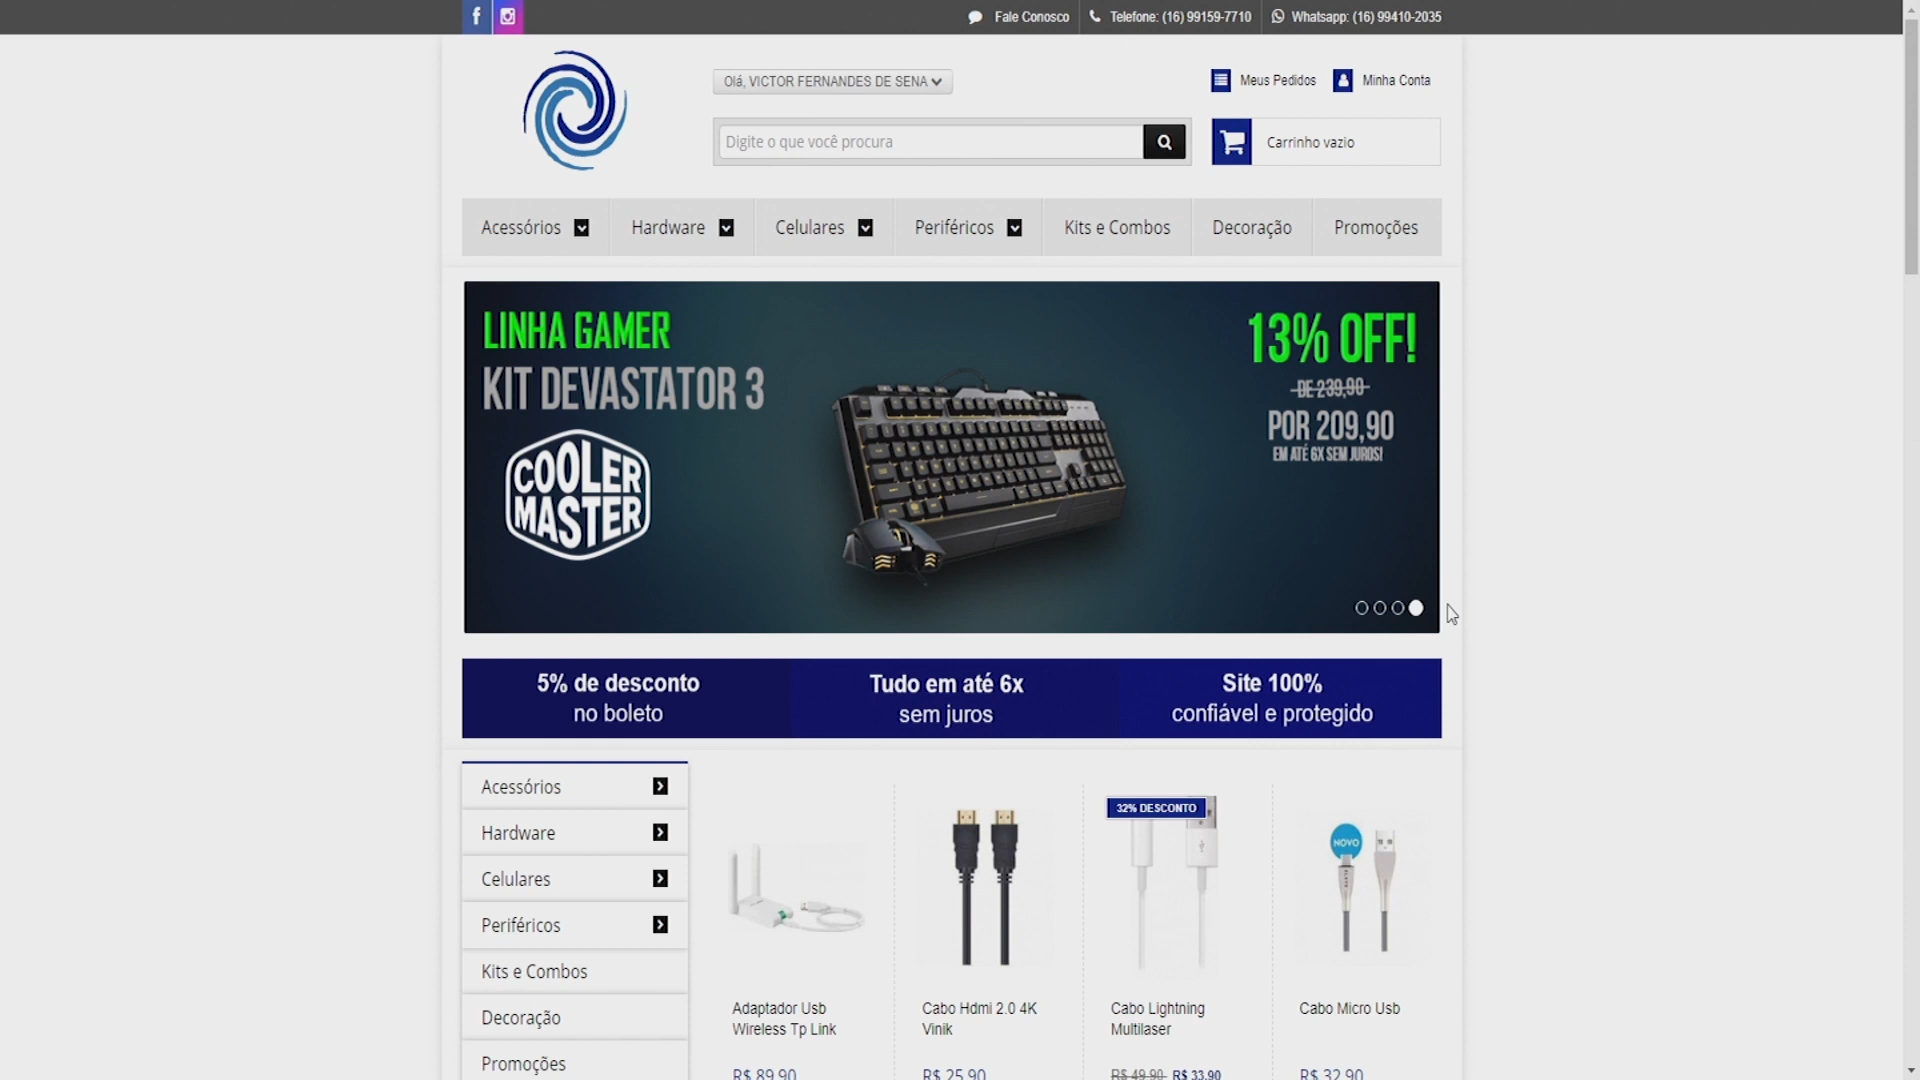 Fale Conosco
Telefone: (16) 99159-7710
Whatsapp: (16) 99410-2035
Olá, VICTOR FERNANDES DE SENA
Meus Pedidos
Minha Conta
Digite o que você procura
Carrinho vazio
Acessórios
Hardware
Celulares
Periféricos
Kits e Combos
Decoração
Promoções
LINHA GAMER
KIT DEVASTATOR 3
COOLER
MASTER
13% OFF!
DE 239,90
POR 209,90
EM ATÉ 6X SEM JUROS!
5% de desconto
no boleto
Tudo em até 6x
sem juros
Site 100%
confiável e protegido
Acessórios
Hardware
Celulares
Periféricos
Kits e Combos
Decoração
Promoções
32% DESCONTO
NOVO
Adaptador Usb
Wireless Tp Link
R$ 89,90
Cabo Hdmi 2.0 4K
Vinik
R$ 25,90
Cabo Lightning
Multilaser
R$ 49,90 R$ 33,90
Cabo Micro Usb
R$ 32,90